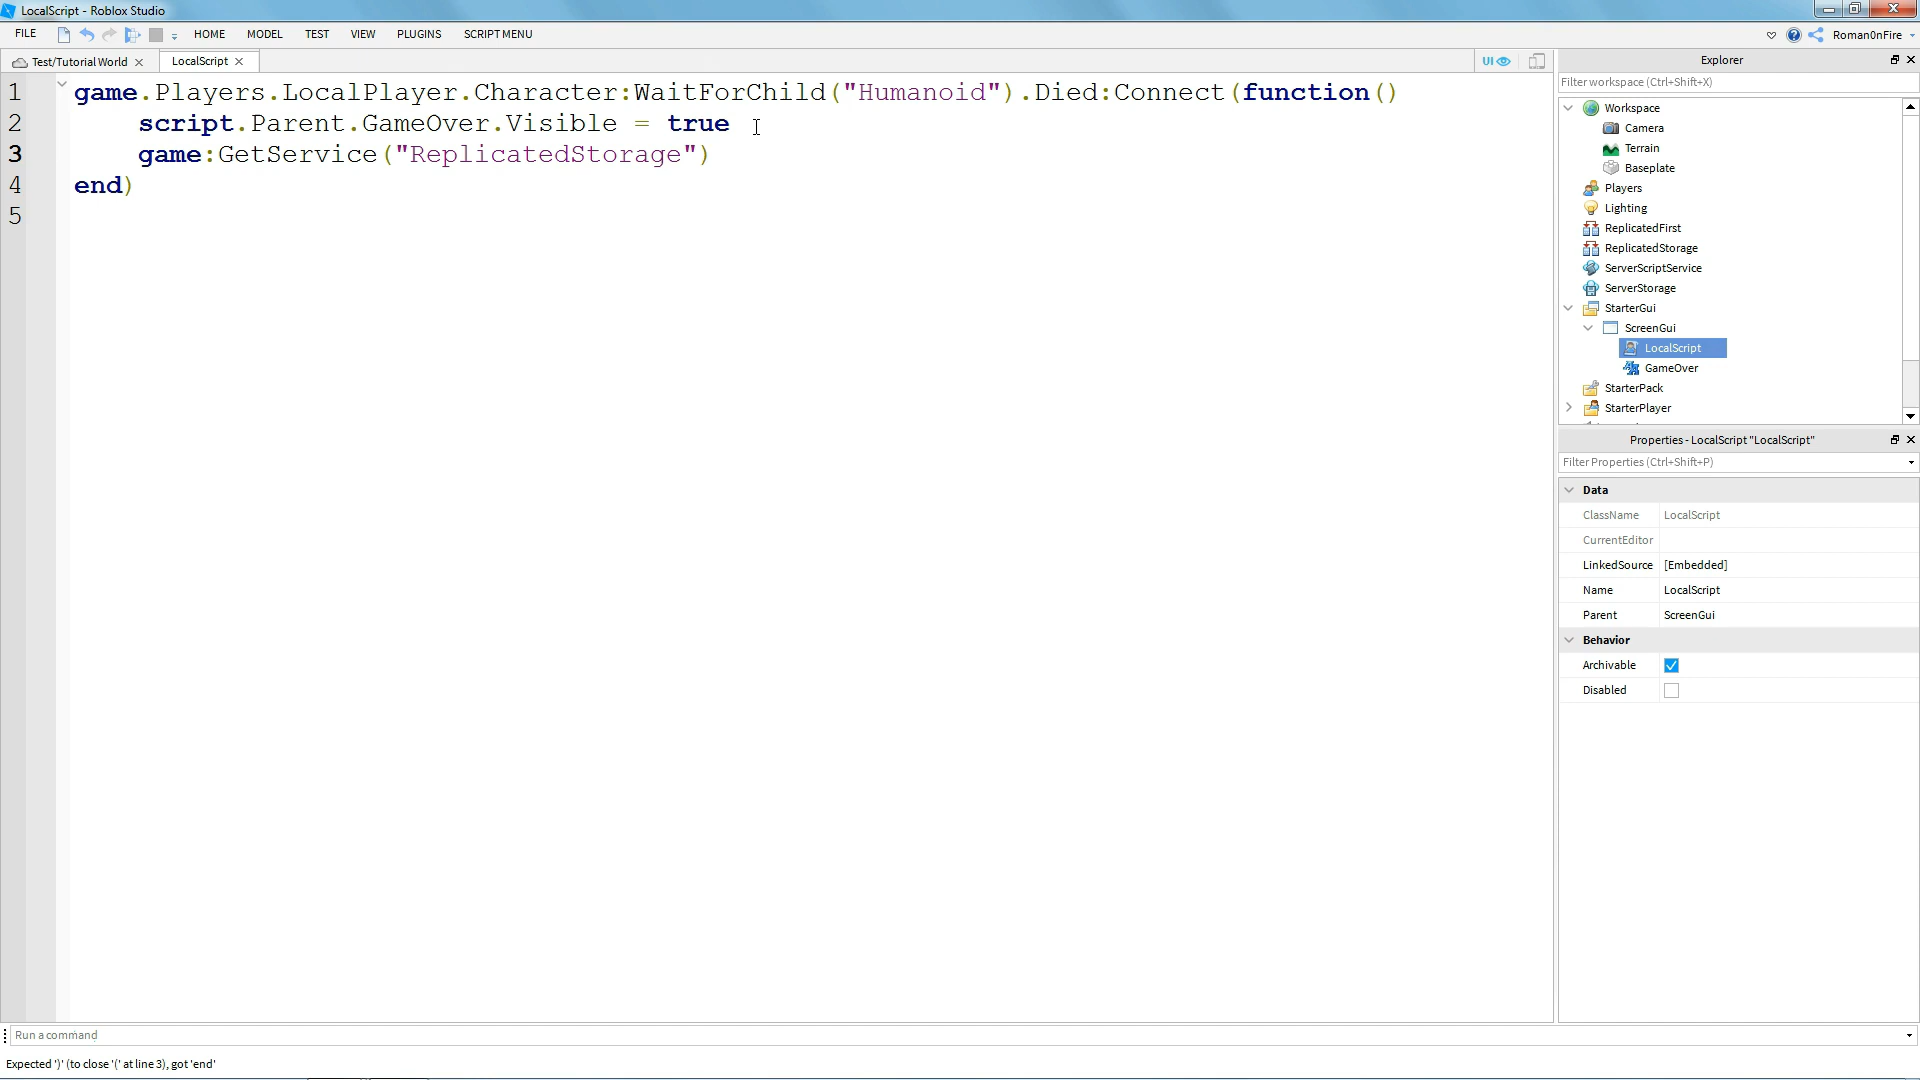 LocalScript - Roblox Studio
FILE HOME MODEL TEST VIEW PLUGINS SCRIPT MENU Roman0nFire
Test/Tutorial World LocalScript UI
1 game.Players.LocalPlayer.Character:WaitForChild("Humanoid").Died:Connect(function()
2 script.Parent.GameOver.Visible = true
3 game:GetService("ReplicatedStorage")
4 end)
5
Explorer
Filter workspace (Ctrl+Shift+X)
Workspace
Camera
Terrain
Baseplate
Players
Lighting
ReplicatedFirst
ReplicatedStorage
ServerScriptService
ServerStorage
StarterGui
ScreenGui
LocalScript
GameOver
StarterPack
StarterPlayer
Properties - LocalScript "LocalScript"
Filter Properties (Ctrl+Shift+P)
Data
ClassName LocalScript
CurrentEditor
LinkedSource [Embedded]
Name LocalScript
Parent ScreenGui
Behavior
Archivable
Disabled
Run a command
Expected ')' (to close '(' at line 3), got 'end'